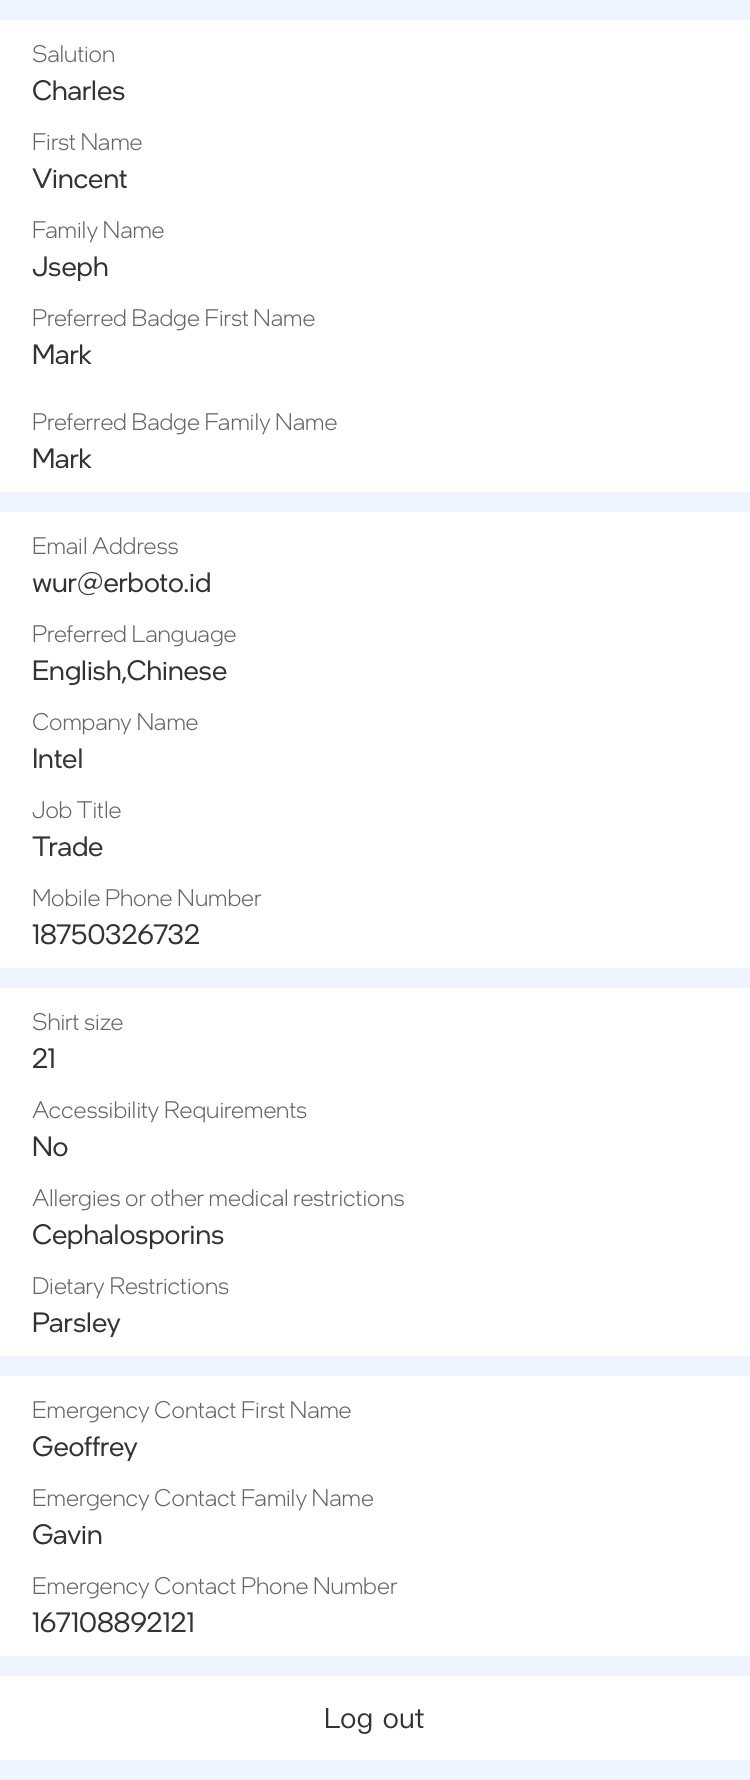 Salution
Charles
First Name
Vincent
Family Name
Jseph
Preferred Badge First Name
Mark
Preferred Badge Family Name
Mark
Email Address
wur@erboto.id
Preferred Language
English,Chinese
Company Name
Intel
Job Title
Trade
Mobile Phone Number
18750326732
Shirt size
21
Accessibility Requirements
No
Allergies or other medical restrictions
Cephalosporins
Dietary Restrictions
Parsley
Emergency Contact First Name
Geoffrey
Emergency Contact Family Name
Gavin
Emergency Contact Phone Number
167108892121
Log out